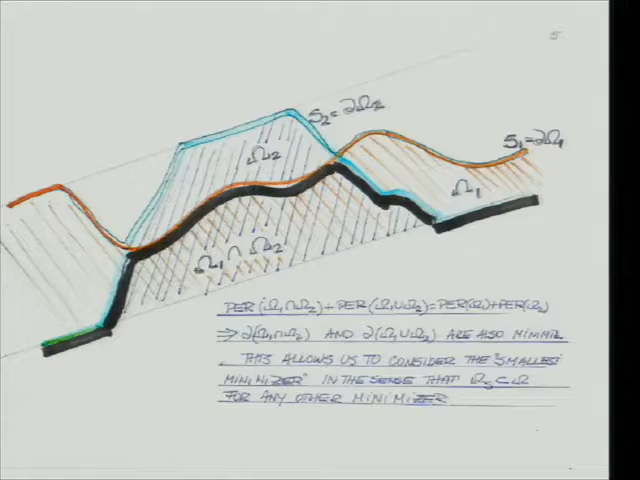 5
S₂=∂Ω₂
S₁=∂Ω₁
Ω₂
Ω₁
Ω₁∩Ω₂
PER(Ω₁∩Ω₂)+PER(Ω₁∪Ω₂)=PER(Ω₁)+PER(Ω₂)
⇒∂(Ω₁∩Ω₂) AND ∂(Ω₁∪Ω₂) ARE ALSO MINIMIZ.
THIS ALLOWS US TO CONSIDER THE "SMALLEST
MINIMIZER" IN THE SENSE THAT Ω_S⊂Ω
FOR ANY OTHER MINIMIZER